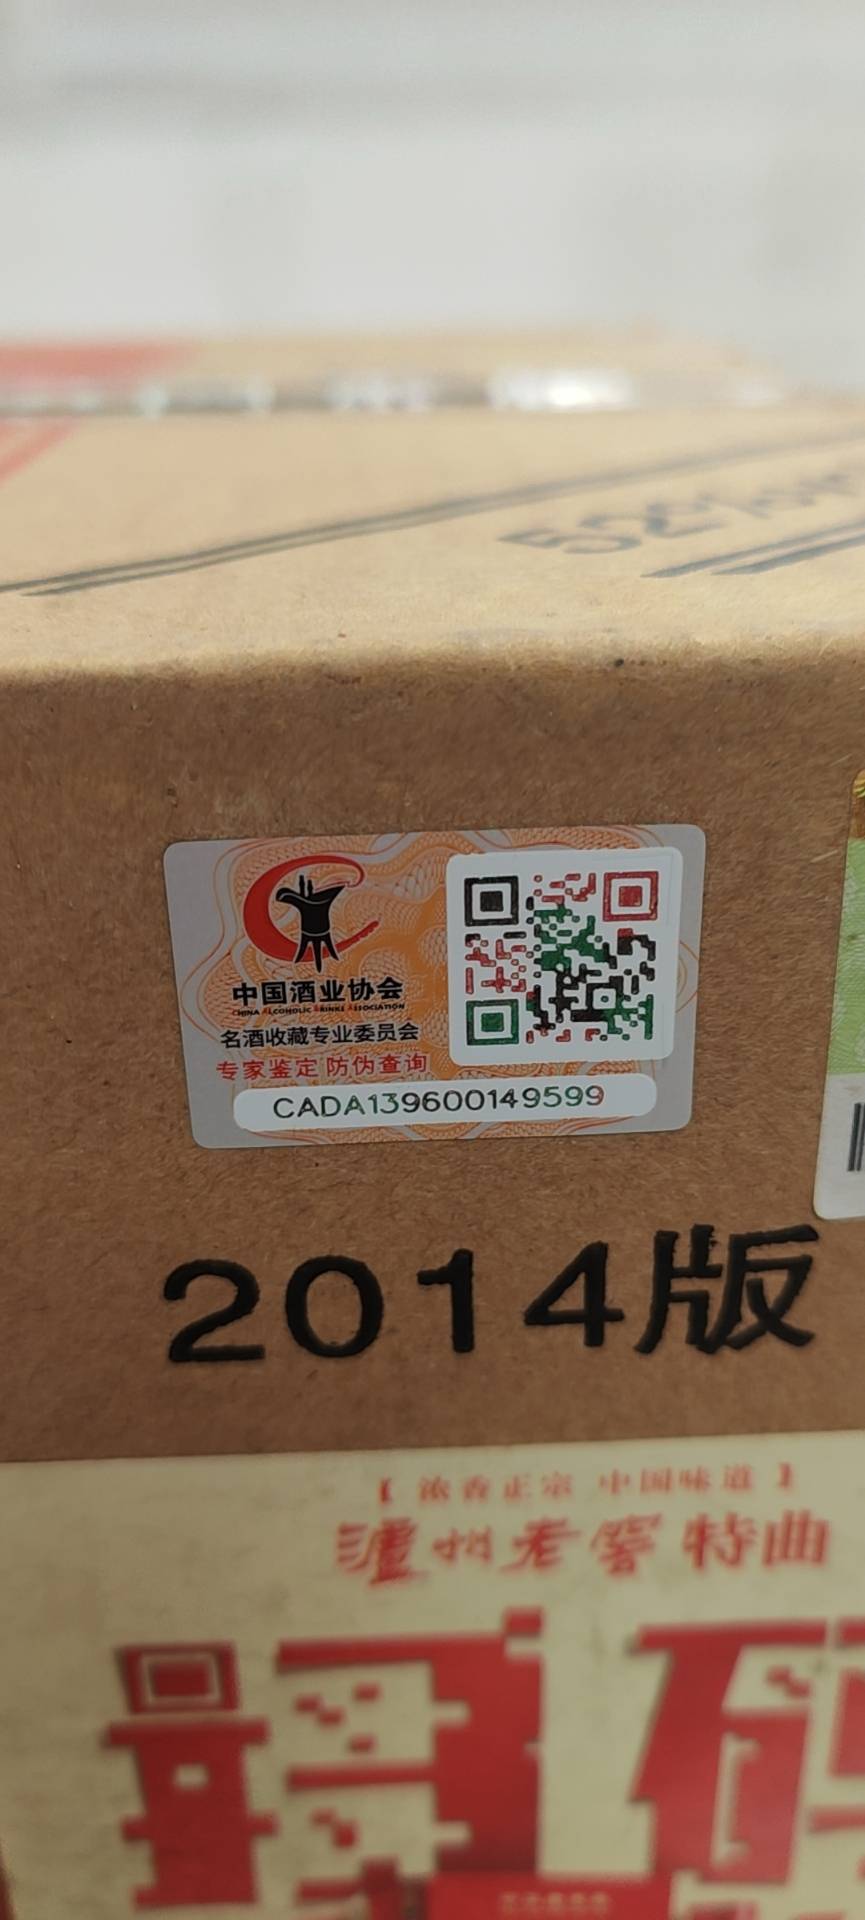 52%vol
中国酒业协会
CHINA ALCOHOLIC DRINKS ASSOCIATION
名酒收藏专业委员会
专家鉴定 防伪查询
CADA139600149599
2014版
【 浓香正宗 中国味道 】
泸州老窖特曲